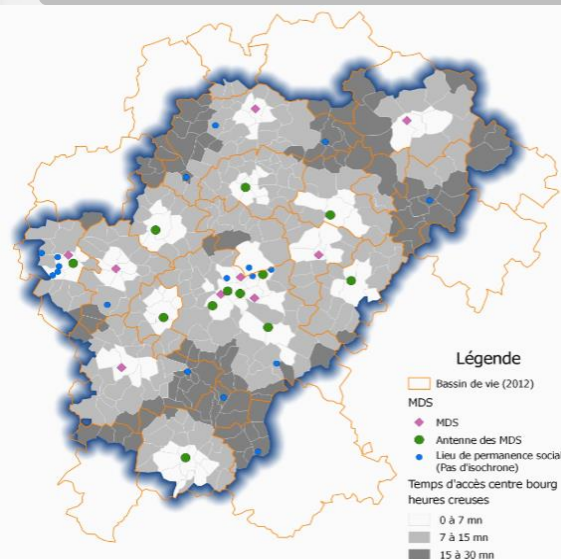 Légende
Bassin de vie (2012)
MDS
MDS
Antenne des MDS
Lieu de permanence social
(Pas d'isochrone)
Temps d'accès centre bourg
heures creuses
0 à 7 mn
7 à 15 mn
15 à 30 mn